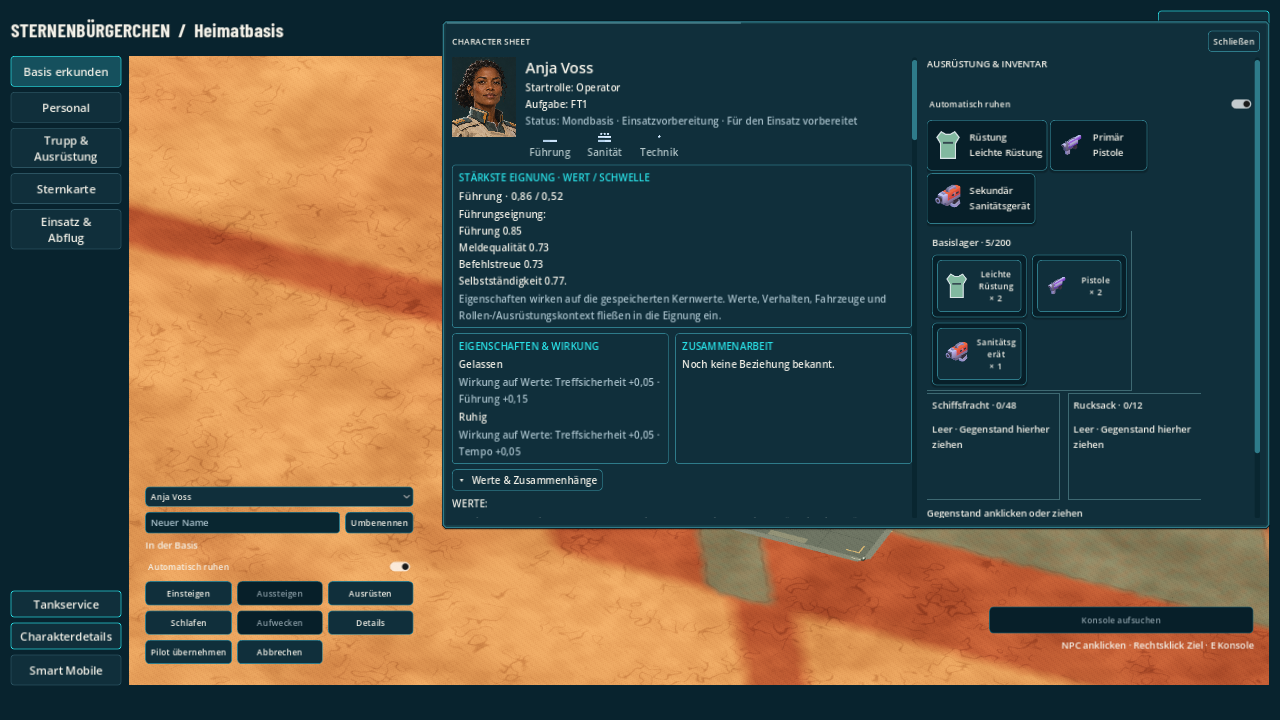 STERNENBÜRGERCHEN / Heimatbasis
Basis erkunden
Personal
Trupp &
Ausrüstung
Sternkarte
Einsatz &
Abflug
Tankservice
Charakterdetails
Smart Mobile
Anja Voss
Neuer Name
Umbenennen
In der Basis
Automatisch ruhen
Einsteigen
Aussteigen
Ausrüsten
Schlafen
Aufwecken
Details
Pilot übernehmen
Abbrechen
CHARACTER SHEET
Schließen
Anja Voss
Startrolle: Operator
Aufgabe: FT1
Status: Mondbasis · Einsatzvorbereitung · Für den Einsatz vorbereitet
Führung
Sanität
Technik
STÄRKSTE EIGNUNG · WERT / SCHWELLE
Führung · 0,86 / 0,52
Führungseignung:
Führung 0.85
Meldequalität 0.73
Befehlstreue 0.73
Selbstständigkeit 0.77.
Eigenschaften wirken auf die gespeicherten Kernwerte. Werte, Verhalten, Fahrzeuge und
Rollen-/Ausrüstungskontext fließen in die Eignung ein.
EIGENSCHAFTEN & WIRKUNG
Gelassen
Wirkung auf Werte: Treffsicherheit +0,05 ·
Führung +0,15
Ruhig
Wirkung auf Werte: Treffsicherheit +0,05 ·
Tempo +0,05
ZUSAMMENARBEIT
Noch keine Beziehung bekannt.
Werte & Zusammenhänge
WERTE:
AUSRÜSTUNG & INVENTAR
Automatisch ruhen
Rüstung
Leichte Rüstung
Primär
Pistole
Sekundär
Sanitätsgerät
Basislager · 5/200
Leichte
Rüstung
× 2
Pistole
× 2
Sanitätsg
erät
× 1
Schiffsfracht · 0/48
Leer · Gegenstand hierher
ziehen
Rucksack · 0/12
Leer · Gegenstand hierher
ziehen
Gegenstand anklicken oder ziehen
Konsole aufsuchen
NPC anklicken · Rechtsklick Ziel · E Konsole